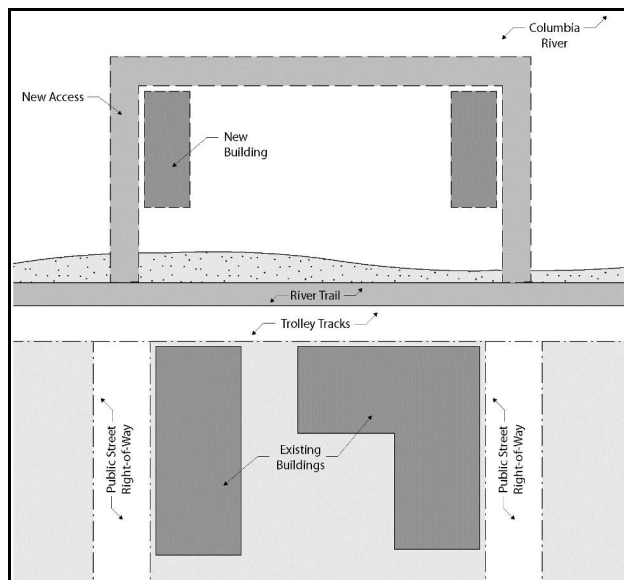 Columbia
River
New Access
New
Building
River Trail
Trolley Tracks
Public Street
Right-of-Way
Existing
Buildings
Public Street
Right-of-Way